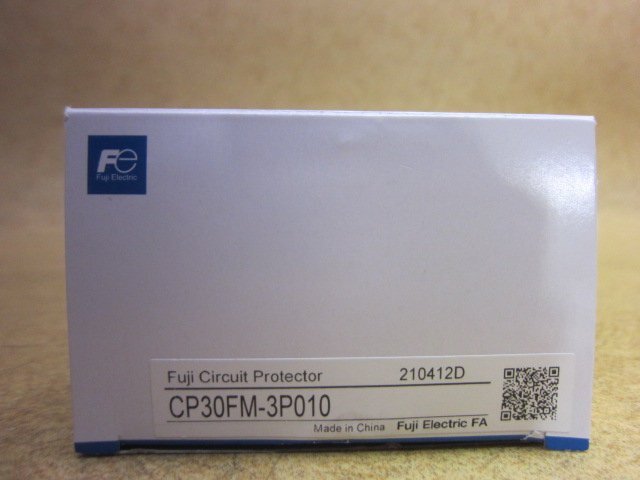 Fe
Fuji Electric
Fuji Circuit Protector 210412D
CP30FM-3P010
Made in China Fuji Electric FA